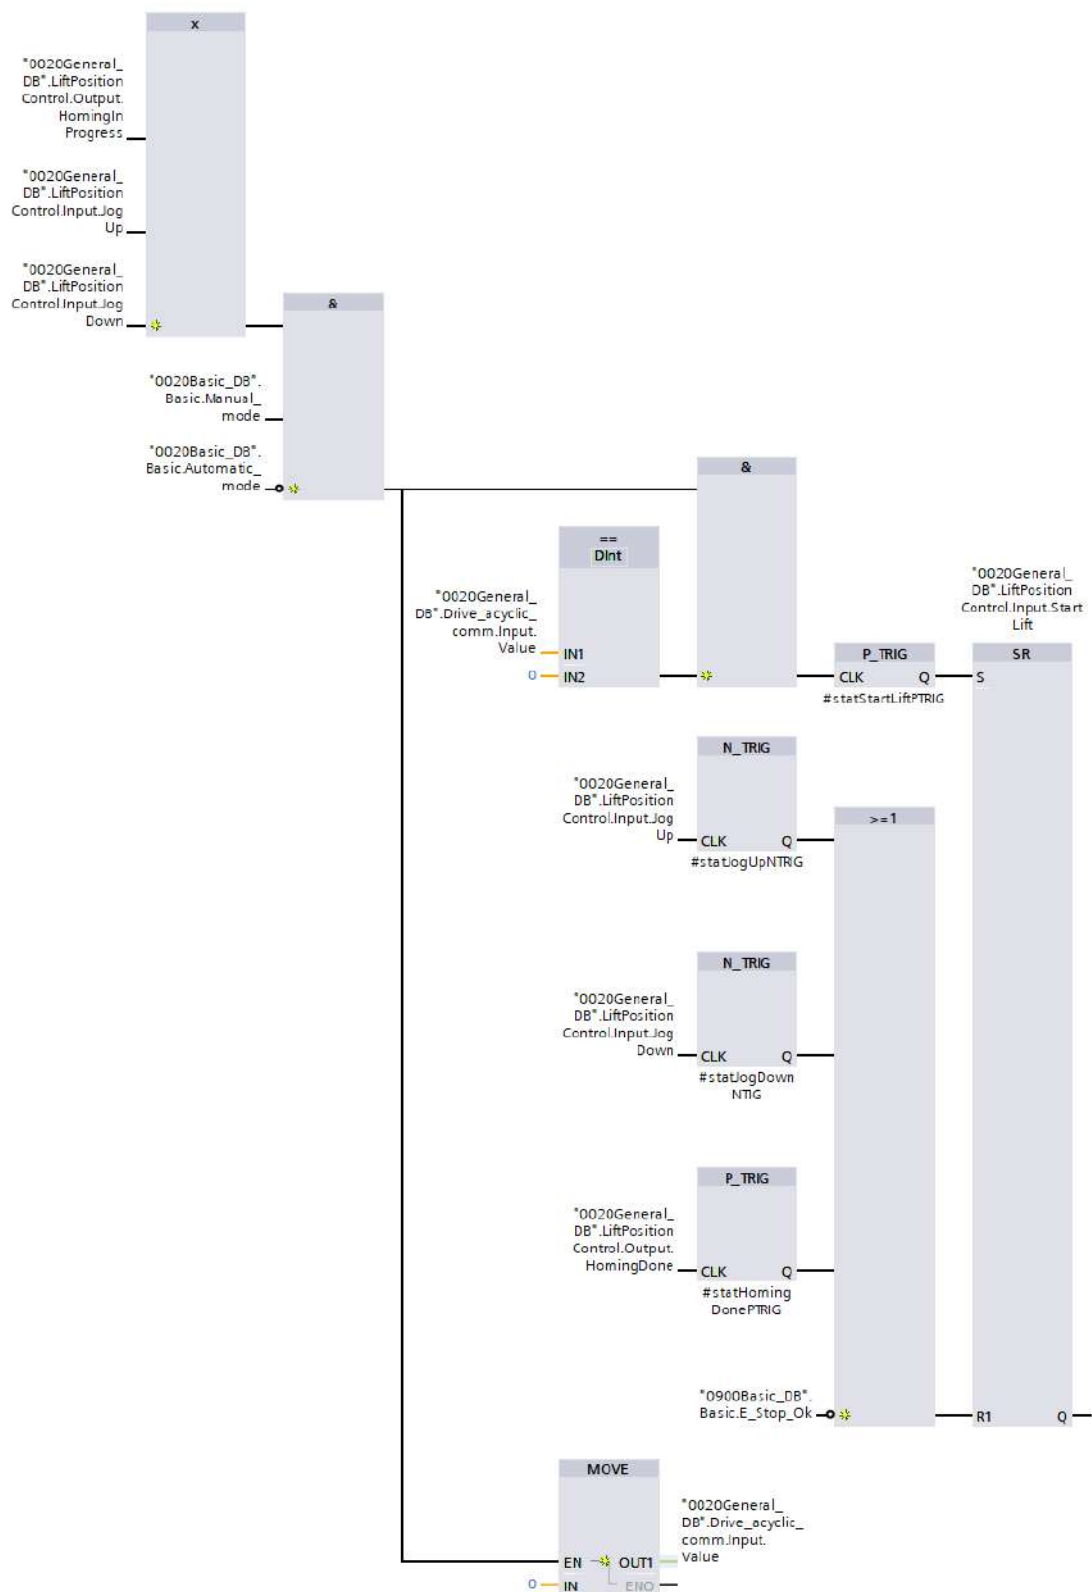 x
"0020General_
DB".LiftPosition
Control.Output.
HomingIn
Progress
"0020General_
DB".LiftPosition
Control.Input.Jog
Up
"0020General_
DB".LiftPosition
Control.Input.Jog
Down
&
"0020Basic_DB".
Basic.Manual_
mode
"0020Basic_DB".
Basic.Automatic_
mode
&
==
DInt
"0020General_
DB".Drive_acyclic_
comm.Input.
Value
IN1
0
IN2
"0020General_
DB".LiftPosition
Control.Input.Start
Lift
P_TRIG
CLK Q
#statStartLiftPTRIG
SR
S
N_TRIG
"0020General_
DB".LiftPosition
Control.Input.Jog
Up
CLK Q
#statJogUpNTRIG
>=1
N_TRIG
"0020General_
DB".LiftPosition
Control.Input.Jog
Down
CLK Q
#statJogDown
NTIG
P_TRIG
"0020General_
DB".LiftPosition
Control.Output.
HomingDone
CLK Q
#statHoming
DonePTRIG
"0900Basic_DB".
Basic.E_Stop_Ok
R1 Q
MOVE
"0020General_
DB".Drive_acyclic_
comm.Input.
Value
EN OUT1
0 IN ENO